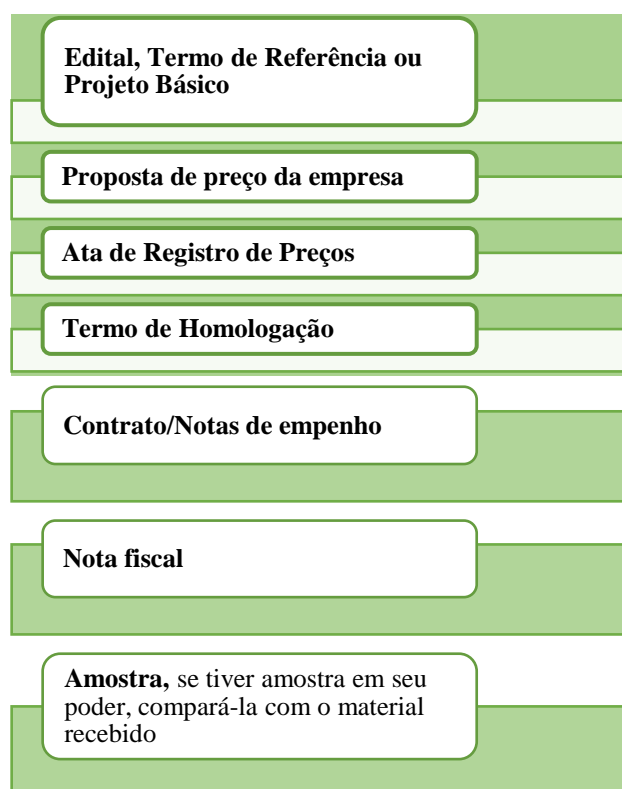 Edital, Termo de Referência ou
Projeto Básico
Proposta de preço da empresa
Ata de Registro de Preços
Termo de Homologação
Contrato/Notas de empenho
Nota fiscal
Amostra, se tiver amostra em seu
poder, compará-la com o material
recebido